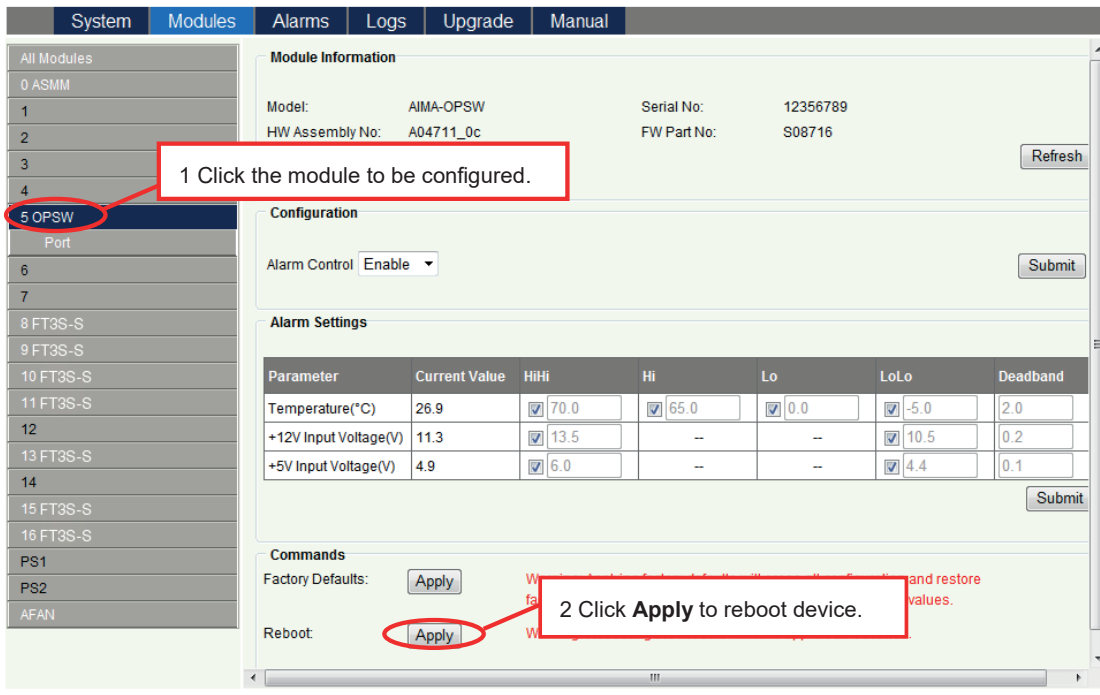 System Modules Alarms Logs Upgrade Manual
All Modules
0 ASMM
1
2
3
4
5 OPSW
Port
6
7
8 FT3S-S
9 FT3S-S
10 FT3S-S
11 FT3S-S
12
13 FT3S-S
14
15 FT3S-S
16 FT3S-S
PS1
PS2
AFAN
Module Information
Model: AIMA-OPSW Serial No: 12356789
HW Assembly No: A04711_0c FW Part No: S08716
Refresh
1 Click the module to be configured.
Configuration
Alarm Control Enable Submit
Alarm Settings
Parameter Current Value HiHi Hi Lo LoLo Deadband
Temperature(°C) 26.9 70.0 65.0 0.0 -5.0 2.0
+12V Input Voltage(V) 11.3 13.5 -- -- 10.5 0.2
+5V Input Voltage(V) 4.9 6.0 -- -- 4.4 0.1
Submit
Commands
Factory Defaults: Apply and restore
values.
2 Click Apply to reboot device.
Reboot: Apply